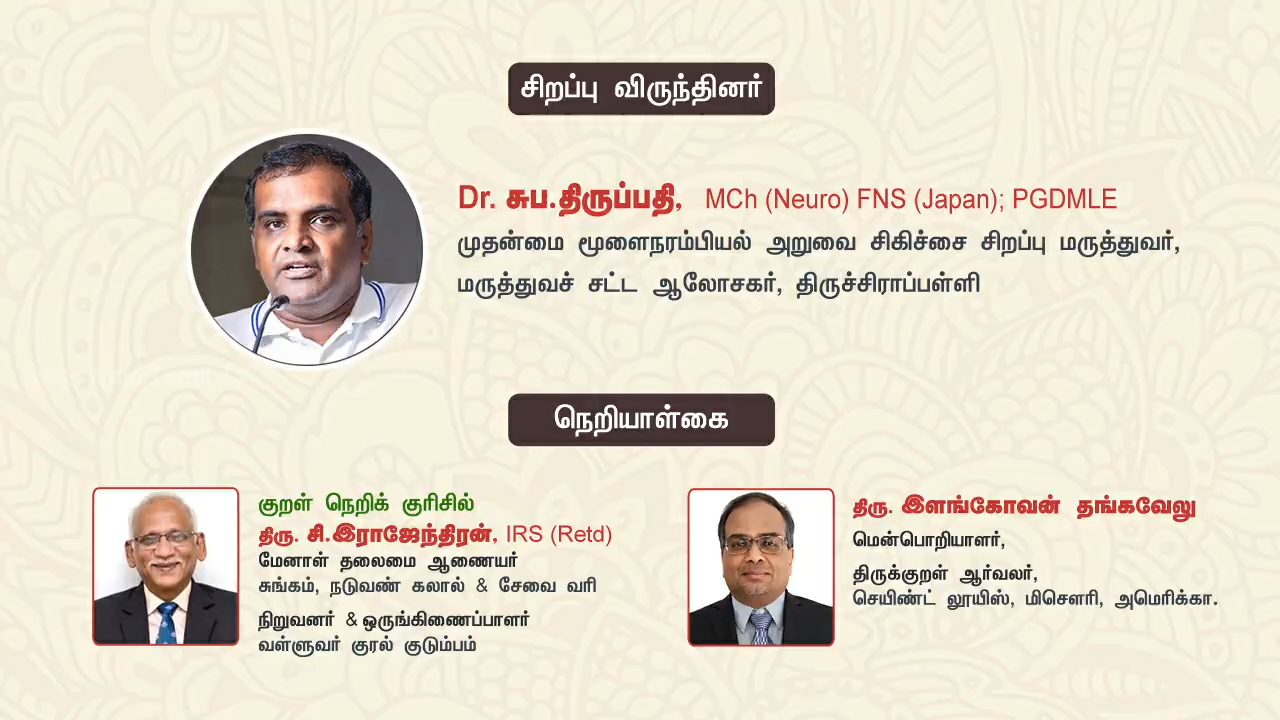 சிறப்பு விருந்தினர்
Dr. சுப.திருப்பதி, MCh (Neuro) FNS (Japan); PGDMLE
முதன்மை மூளைநரம்பியல் அறுவை சிகிச்சை சிறப்பு மருத்துவர்,
மருத்துவச் சட்ட ஆலோசகர், திருச்சிராப்பள்ளி
நெறியாள்கை
குறள் நெறிக் குரிசில்
திரு. சி.இராஜேந்திரன், IRS (Retd)
மேனாள் தலைமை ஆணையர்
சுங்கம், நடுவண் கலால் & சேவை வரி
நிறுவனர் & ஒருங்கிணைப்பாளர்
வள்ளுவர் குரல் குடும்பம்
திரு. இளங்கோவன் தங்கவேலு
மென்பொறியாளர்,
திருக்குறள் ஆர்வலர்,
செயிண்ட் லூயிஸ், மிசௌரி, அமெரிக்கா.